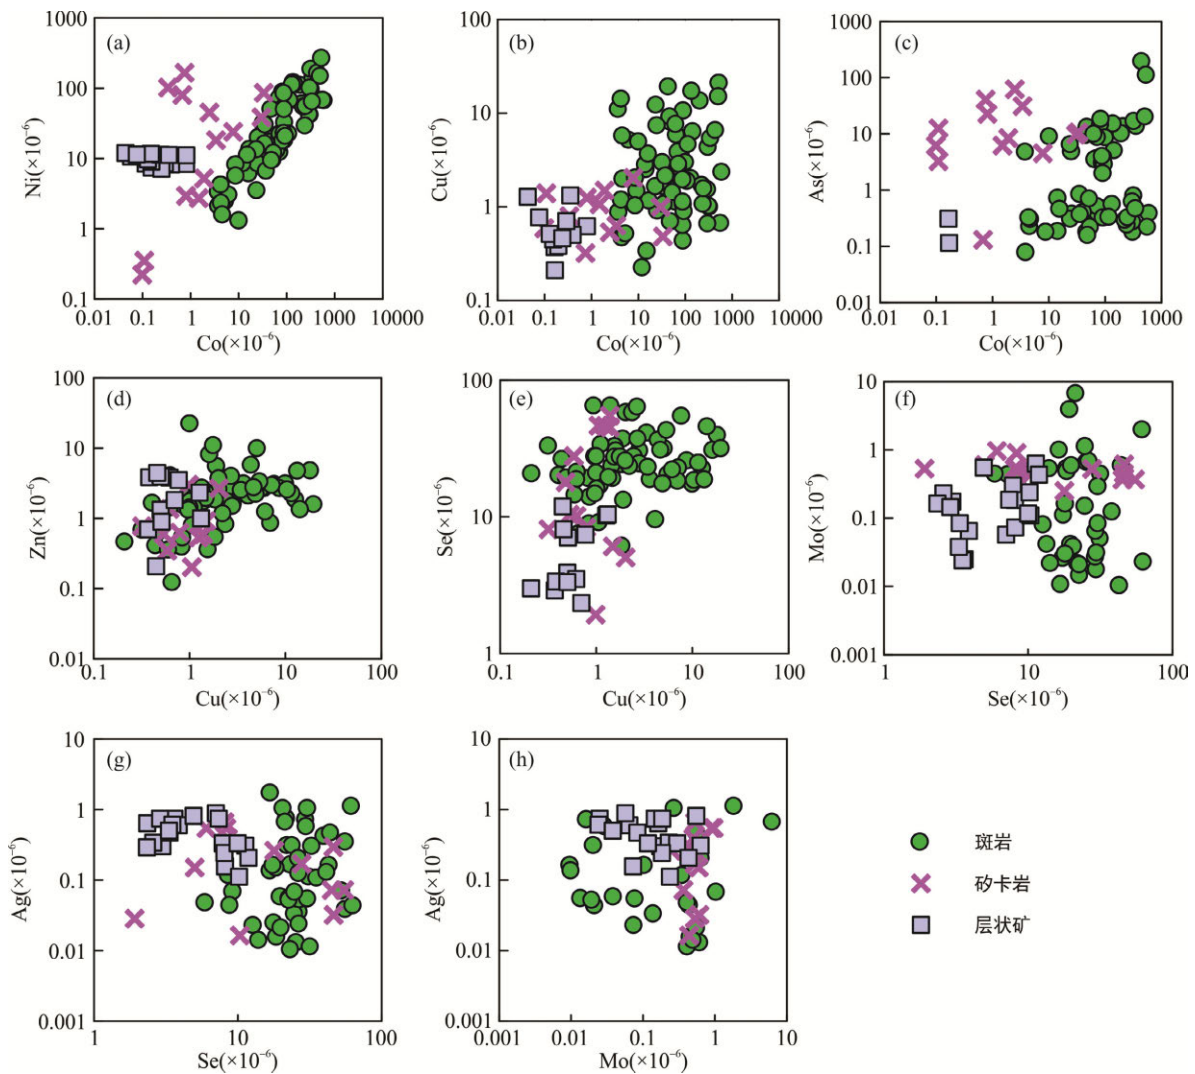 (a)
Ni(×10⁻⁶)
1000
100
10
1
0.1
0.01 0.1 1 10 100 1000 10000
Co(×10⁻⁶)
(b)
Cu(×10⁻⁶)
100
10
1
0.1
0.01 0.1 1 10 100 1000 10000
Co(×10⁻⁶)
(c)
As(×10⁻⁶)
1000
100
10
1
0.1
0.01
0.01 0.1 1 10 100 1000
Co(×10⁻⁶)
(d)
Zn(×10⁻⁶)
100
10
1
0.1
0.01
0.1 1 10 100
Cu(×10⁻⁶)
(e)
Se(×10⁻⁶)
100
10
1
0.1 1 10 100
Cu(×10⁻⁶)
(f)
Mo(×10⁻⁶)
10
1
0.1
0.01
0.001
1 10 100
Se(×10⁻⁶)
(g)
Ag(×10⁻⁶)
10
1
0.1
0.01
0.001
1 10 100
Se(×10⁻⁶)
(h)
Ag(×10⁻⁶)
10
1
0.1
0.01
0.001
0.001 0.01 0.1 1 10
Mo(×10⁻⁶)
斑岩
矽卡岩
层状矿